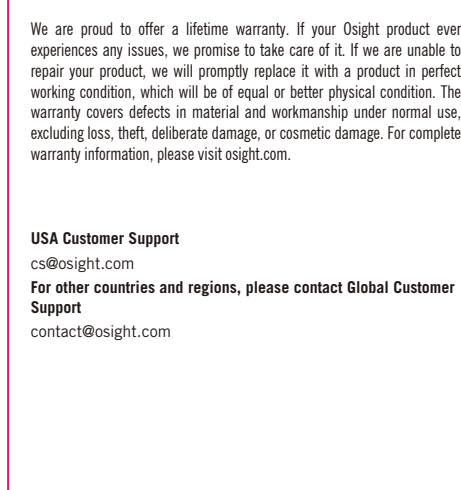 We are proud to offer a lifetime warranty. If your Osight product ever
experiences any issues, we promise to take care of it. If we are unable to
repair your product, we will promptly replace it with a product in perfect
working condition, which will be of equal or better physical condition. The
warranty covers defects in material and workmanship under normal use,
excluding loss, theft, deliberate damage, or cosmetic damage. For complete
warranty information, please visit osight.com.
USA Customer Support
cs@osight.com
For other countries and regions, please contact Global Customer
Support
contact@osight.com